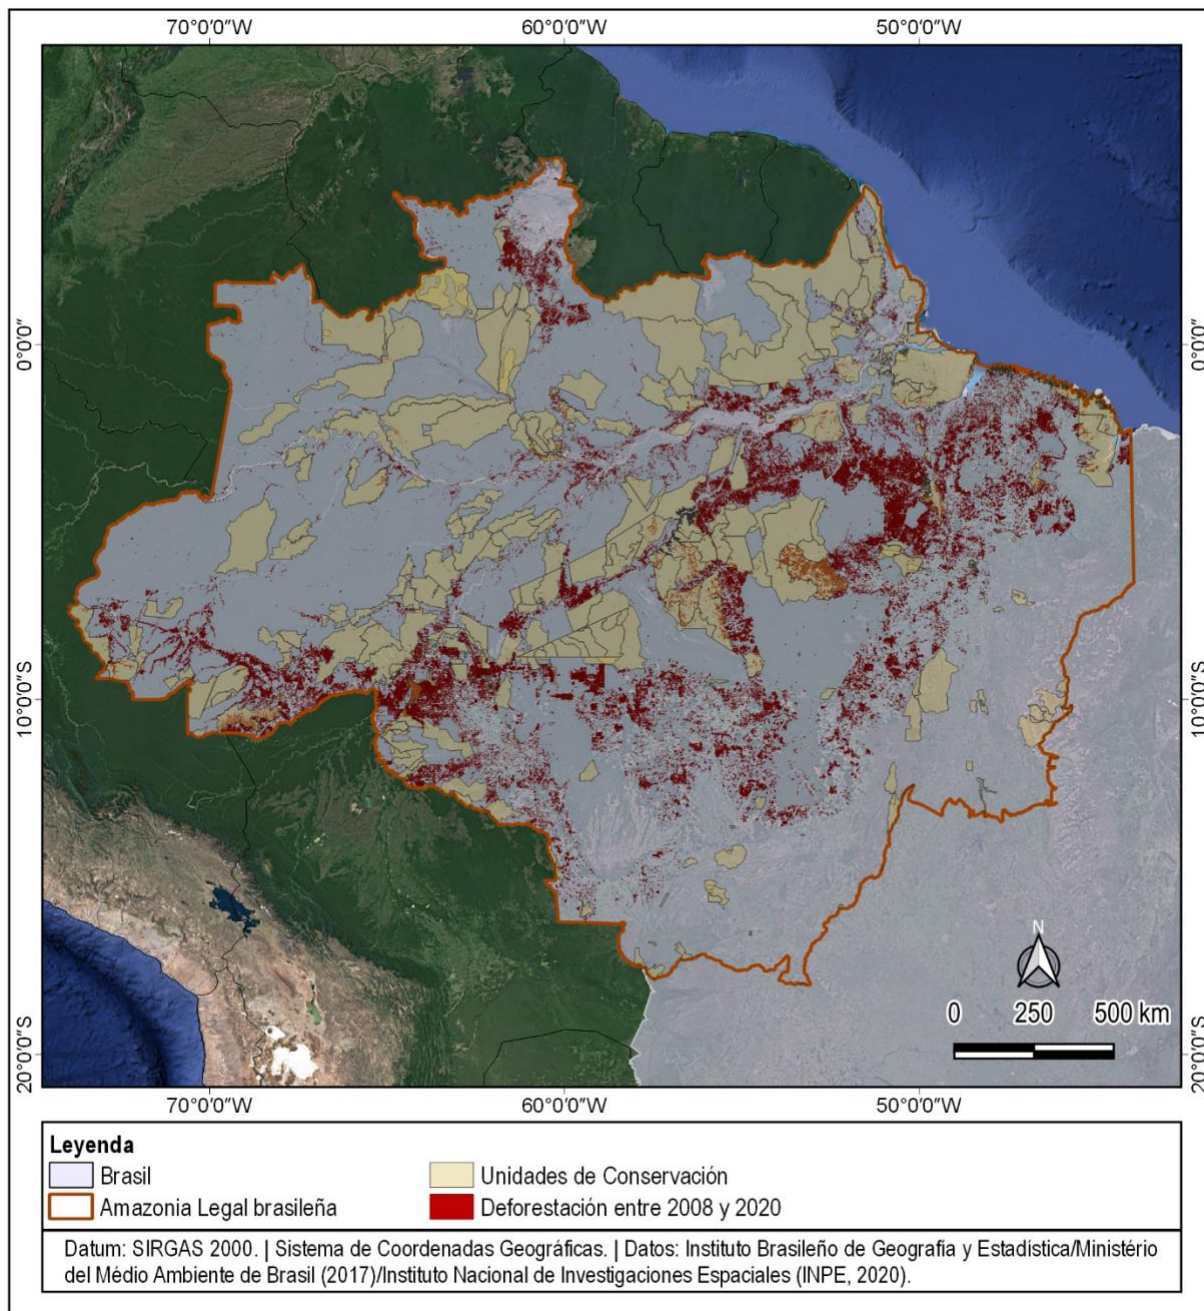 70°0'0"W 60°0'0"W 50°0'0"W
0°0'0" 0°0'0"
10°0'0"S 10°0'0"S
N
0 250 500 km
20°0'0"S 20°0'0"S
70°0'0"W 60°0'0"W 50°0'0"W
Leyenda
Brasil Unidades de Conservación
Amazonia Legal brasileña Deforestación entre 2008 y 2020
Datum: SIRGAS 2000. | Sistema de Coordenadas Geográficas. | Datos: Instituto Brasileño de Geografía y Estadística/Ministério
del Médio Ambiente de Brasil (2017)/Instituto Nacional de Investigaciones Espaciales (INPE, 2020).